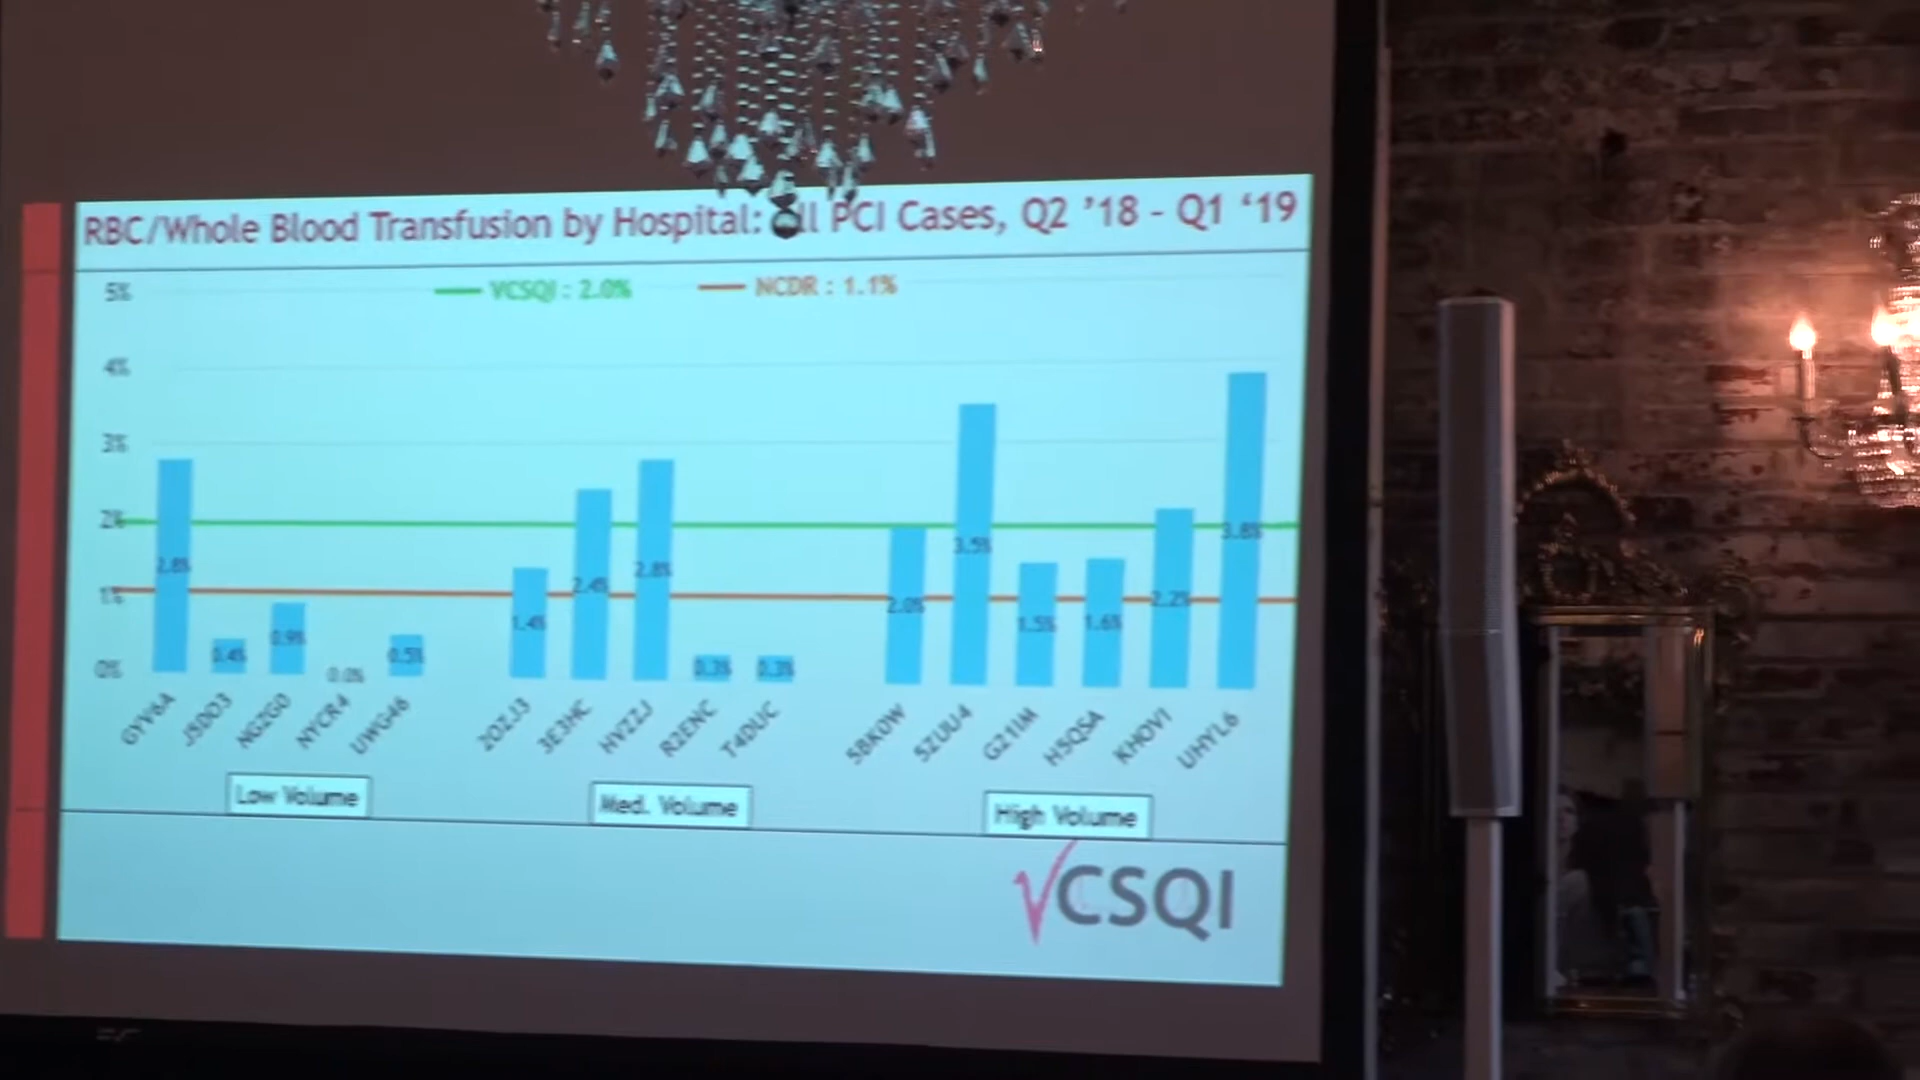 RBC/Whole Blood Transfusion by Hospital: All PCI Cases, Q2 ’18 - Q1 ‘19
VCSQI : 2.0% NCDR : 1.1%
5%
4%
3%
2%
1%
0%
2.8% 0.4% 0.9% 0.0% 0.5% 1.4% 2.4% 2.8% 0.3% 0.3% 2.0% 3.5% 1.5% 1.6% 2.2% 3.8%
GYV6A J5DO3 NG2G0 NYCR4 UWG46 2O2J3 3E3HC HVZZJ R2ENC T4DUC 5BK0W 5ZUU4 G21IM H5QSA KHOVI UHYL6
Low Volume Med. Volume High Volume
VCSQI